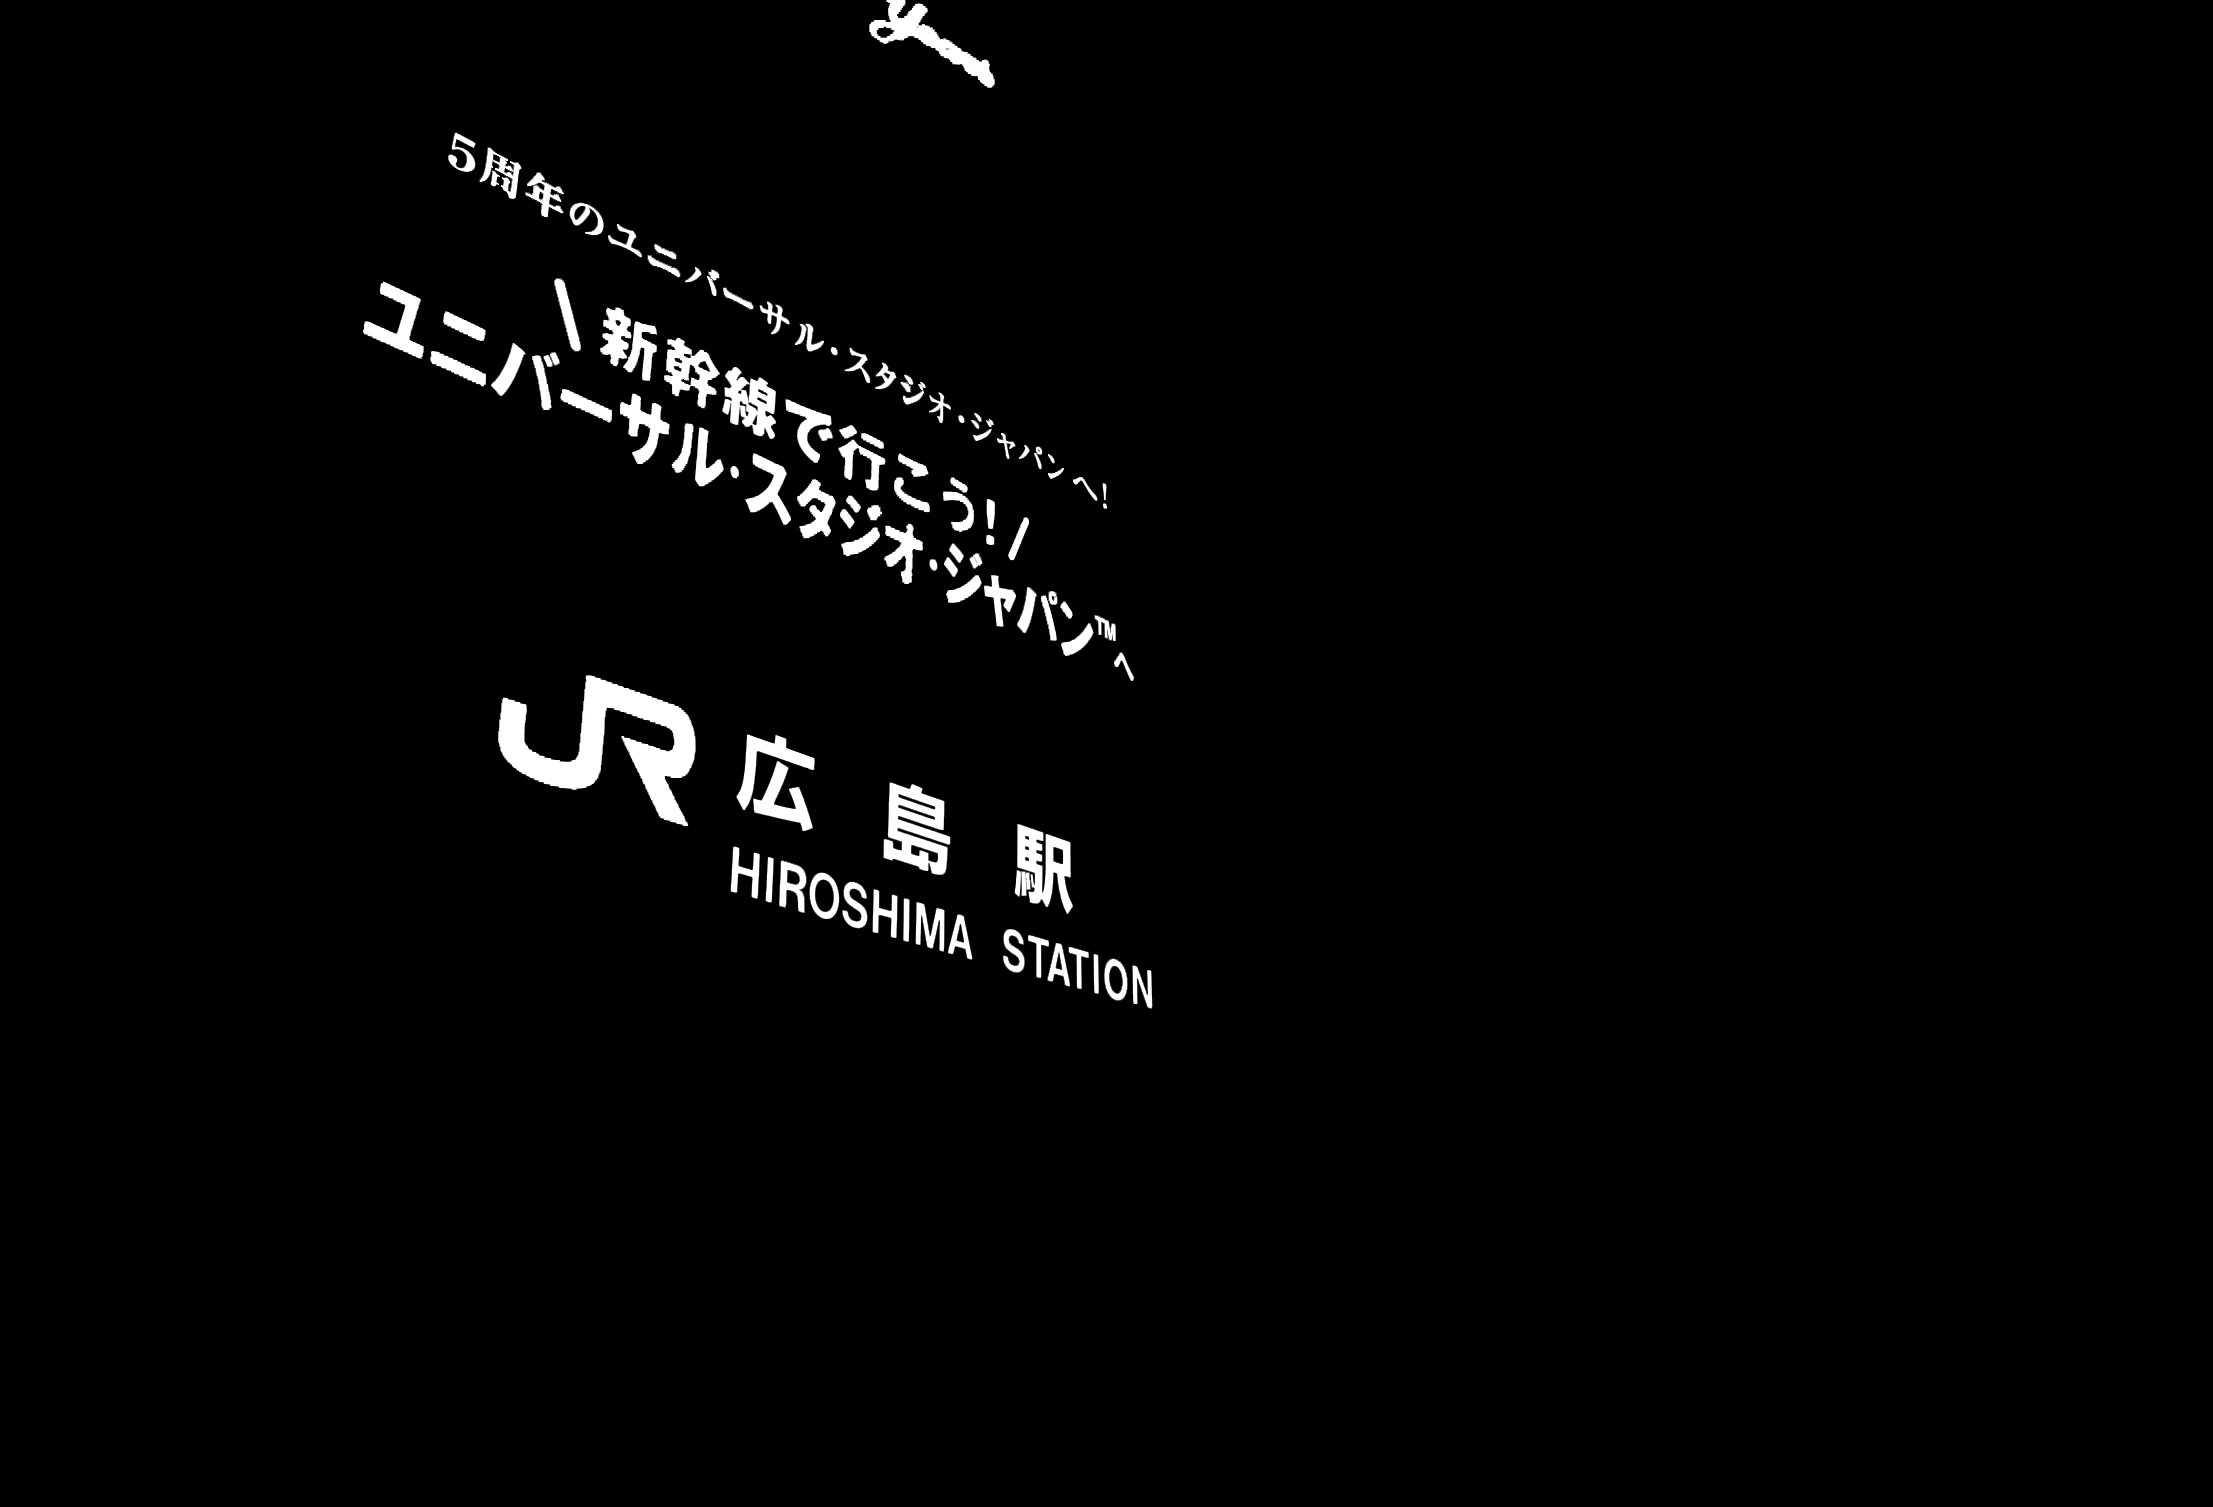 5周年のユニバーサル・スタジオ・ジャパンへ!
\ 新幹線で行こう! /
ユニバーサル・スタジオ・ジャパン™へ
JR 広島駅
HIROSHIMA STATION